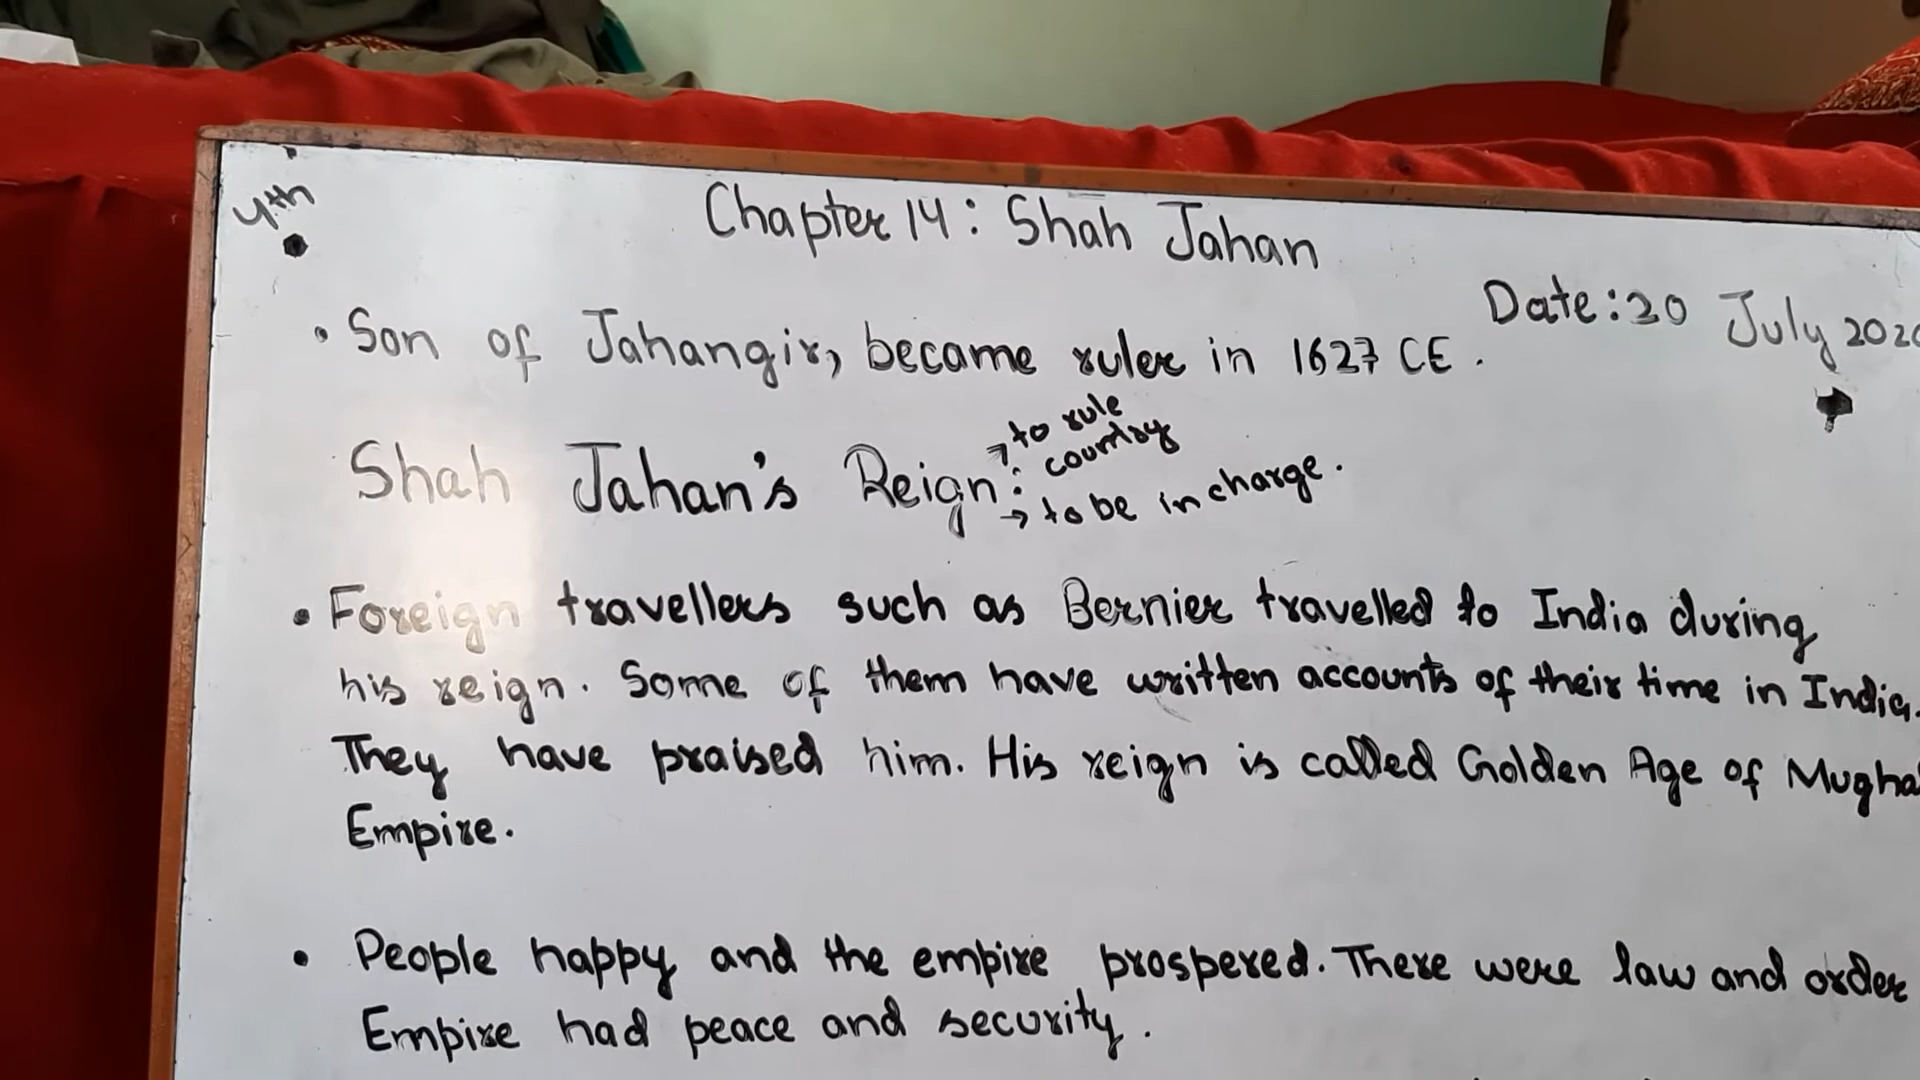 4th
Chapter 14: Shah Jahan
Date: 20 July 2020
• Son of Jahangir, became ruler in 1627 CE.
Shah Jahan's Reign: → to rule country
→ to be in charge.
• Foreign travellers such as Bernier travelled to India during
his reign. Some of them have written accounts of their time in India.
They have praised him. His reign is called Golden Age of Mughal
Empire.
• People happy and the empire prospered. There were law and order
Empire had peace and security.